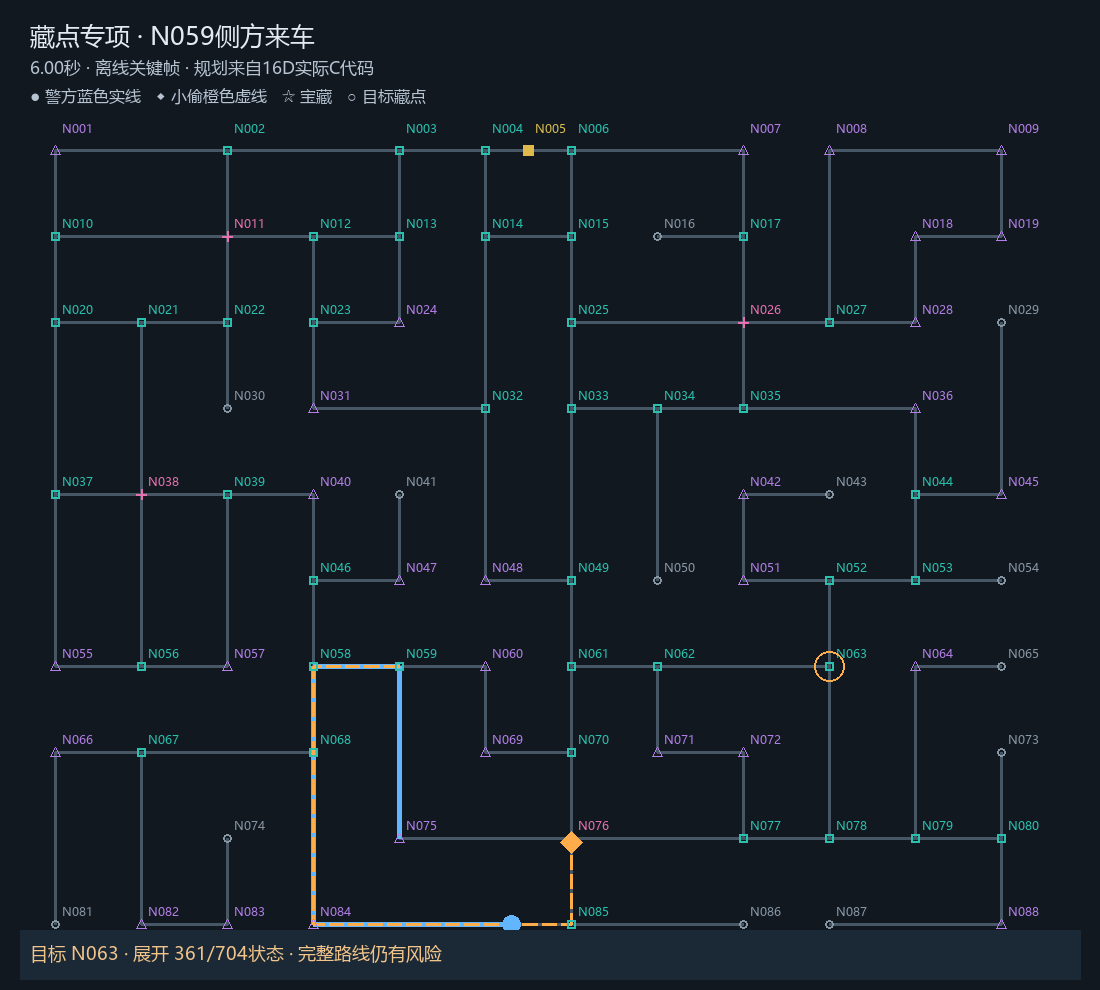 藏点专项 · N059侧方来车
6.00秒 · 离线关键帧 · 规划来自16D实际C代码
● 警方蓝色实线 ◆ 小偷橙色虚线 ☆ 宝藏 ○ 目标藏点
N001 N002 N003 N004 N005 N006 N007 N008 N009
N010 N011 N012 N013 N014 N015 N016 N017 N018 N019
N020 N021 N022 N023 N024 N025 N026 N027 N028 N029
N030 N031 N032 N033 N034 N035 N036
N037 N038 N039 N040 N041 N042 N043 N044 N045
N046 N047 N048 N049 N050 N051 N052 N053 N054
N055 N056 N057 N058 N059 N060 N061 N062 N063 N064 N065
N066 N067 N068 N069 N070 N071 N072 N073
N074 N075 N076 N077 N078 N079 N080
N081 N082 N083 N084 N085 N086 N087 N088
目标 N063 · 展开 361/704状态 · 完整路线仍有风险